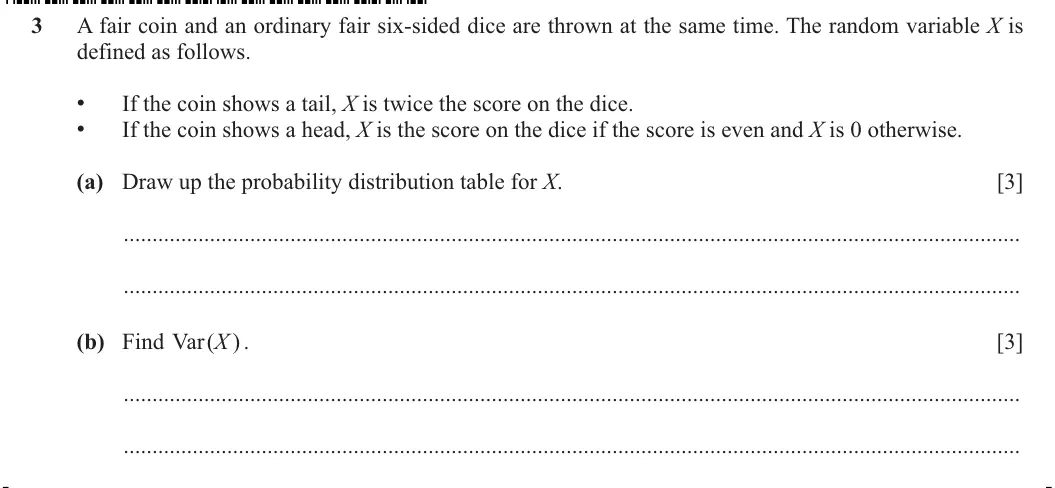 3 A fair coin and an ordinary fair six-sided dice are thrown at the same time. The random variable X is
defined as follows.
• If the coin shows a tail, X is twice the score on the dice.
• If the coin shows a head, X is the score on the dice if the score is even and X is 0 otherwise.
(a) Draw up the probability distribution table for X. [3]
(b) Find Var(X). [3]